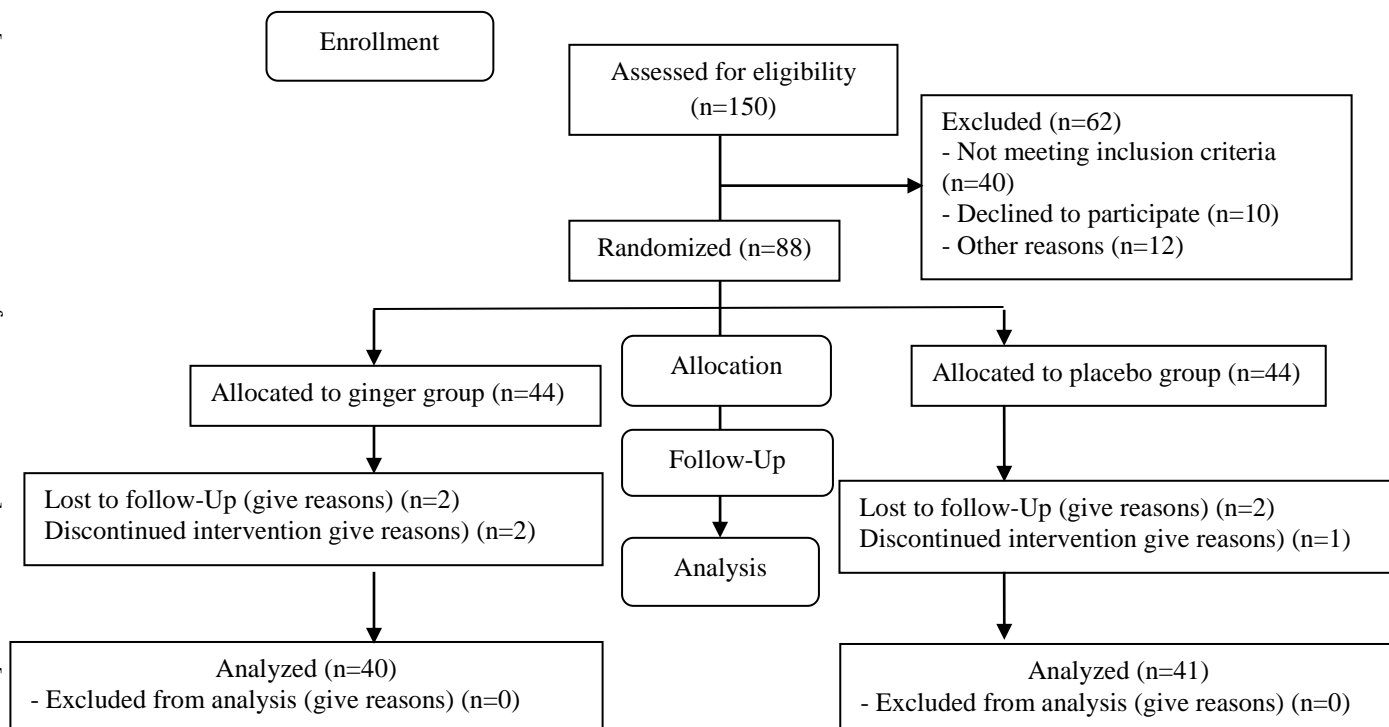 Enrollment
Assessed for eligibility
(n=150)
Excluded (n=62)
- Not meeting inclusion criteria
(n=40)
- Declined to participate (n=10)
- Other reasons (n=12)
Randomized (n=88)
Allocation
Allocated to ginger group (n=44)
Allocated to placebo group (n=44)
Follow-Up
Lost to follow-Up (give reasons) (n=2)
Discontinued intervention give reasons) (n=2)
Lost to follow-Up (give reasons) (n=2)
Discontinued intervention give reasons) (n=1)
Analysis
Analyzed (n=40)
- Excluded from analysis (give reasons) (n=0)
Analyzed (n=41)
- Excluded from analysis (give reasons) (n=0)